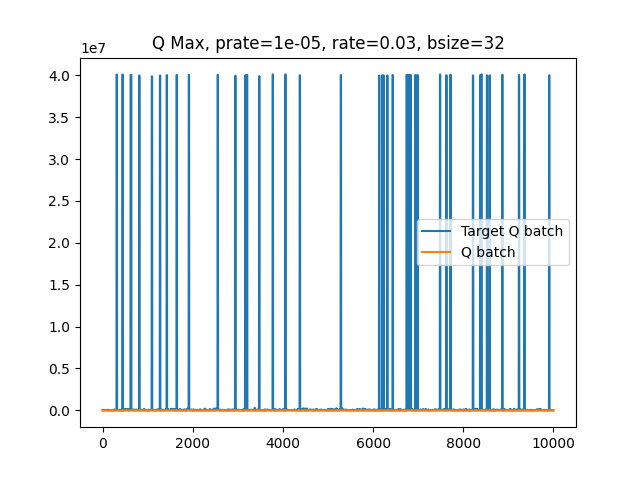 Q Max, prate=1e-05, rate=0.03, bsize=32
1e7
4.0
3.5
3.0
2.5
2.0
1.5
1.0
0.5
0.0
Target Q batch
Q batch
0 2000 4000 6000 8000 10000